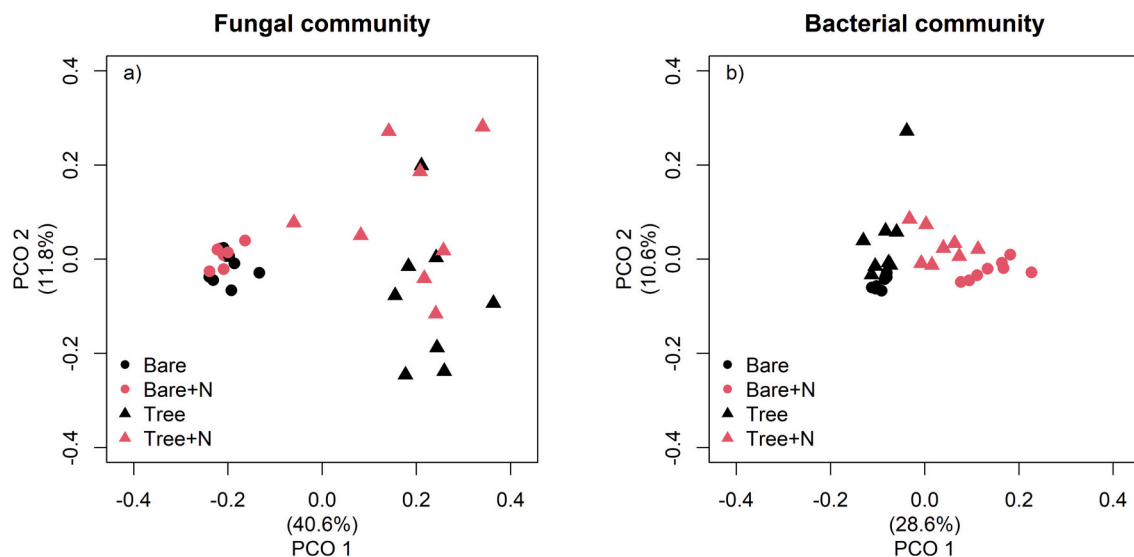 Fungal community
a)
0.4
0.2
0.0
-0.2
-0.4
PCO 2
(11.8%)
Bare
Bare+N
Tree
Tree+N
-0.4 -0.2 0.0 0.2 0.4
(40.6%)
PCO 1
Bacterial community
b)
0.4
0.2
0.0
-0.2
-0.4
PCO 2
(10.6%)
Bare
Bare+N
Tree
Tree+N
-0.4 -0.2 0.0 0.2 0.4
(28.6%)
PCO 1